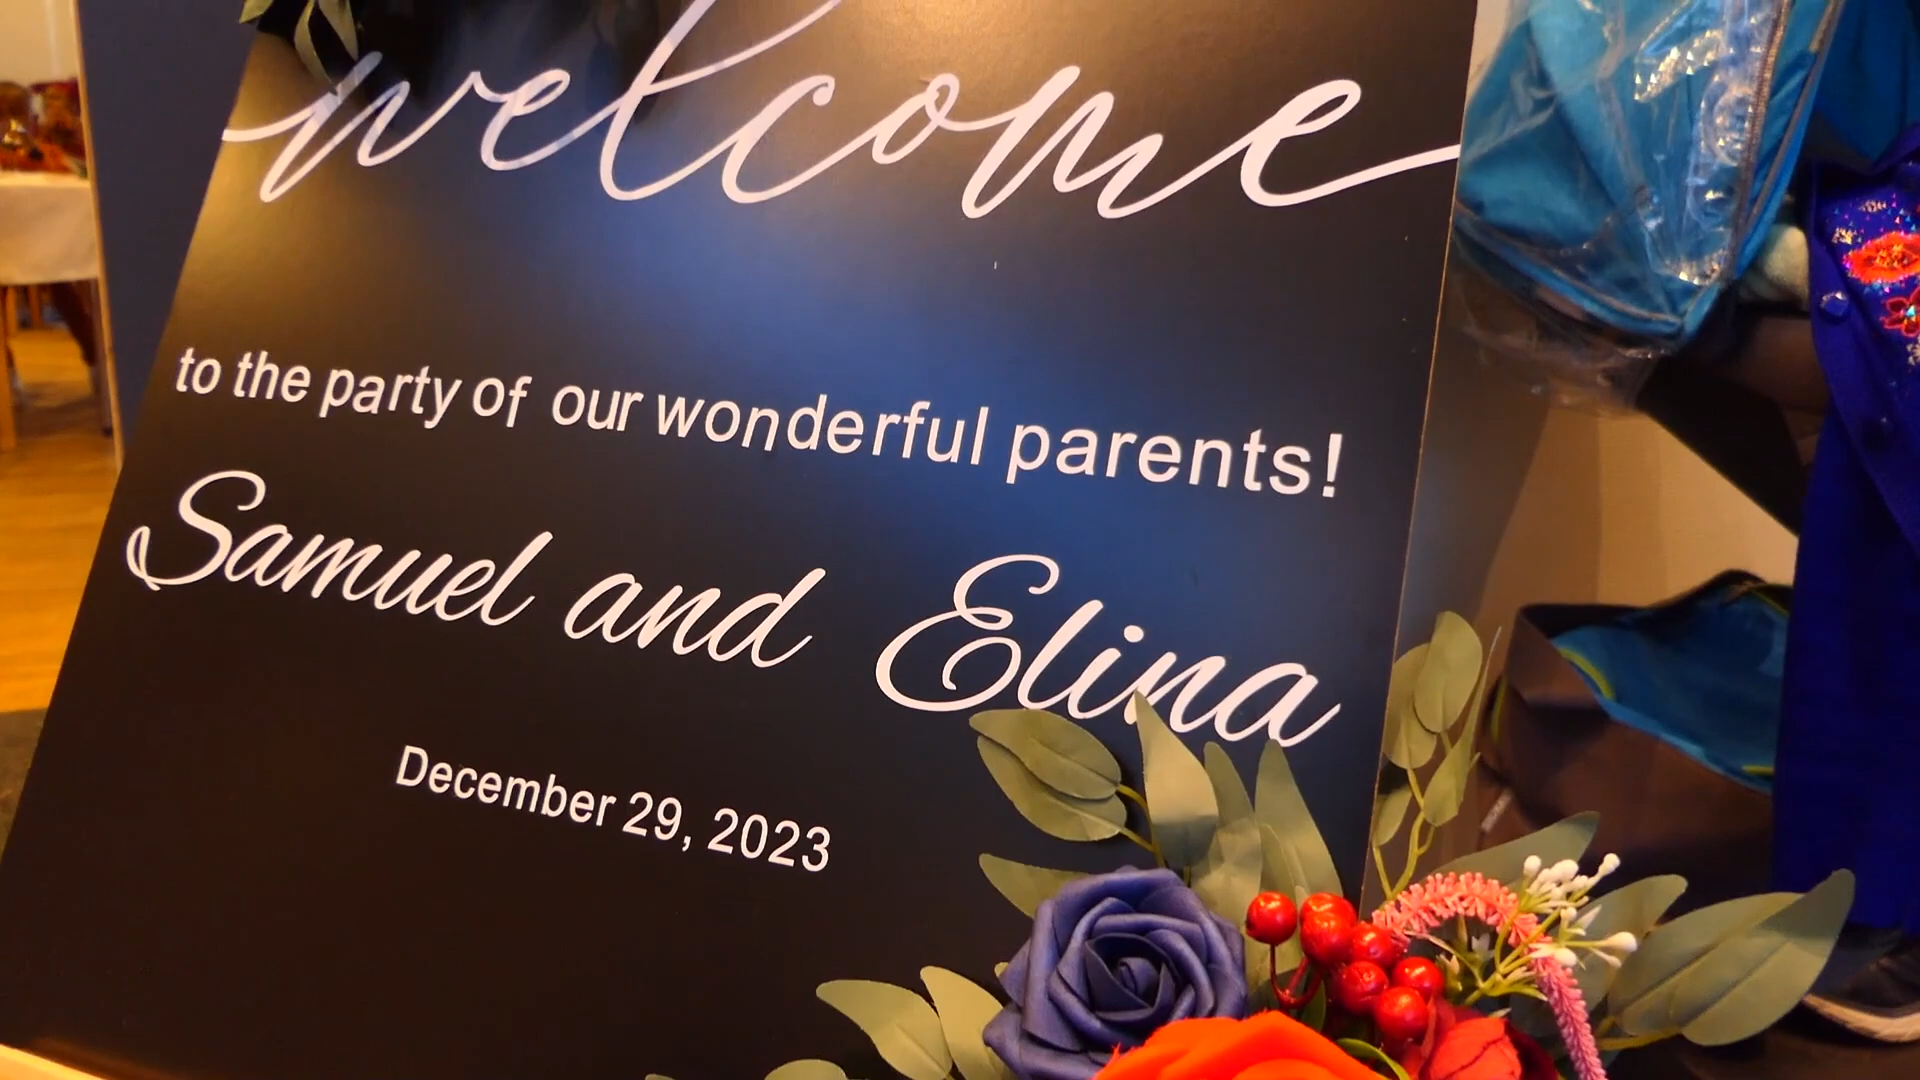 welcome
to the party of our wonderful parents!
Samuel and Elina
December 29, 2023